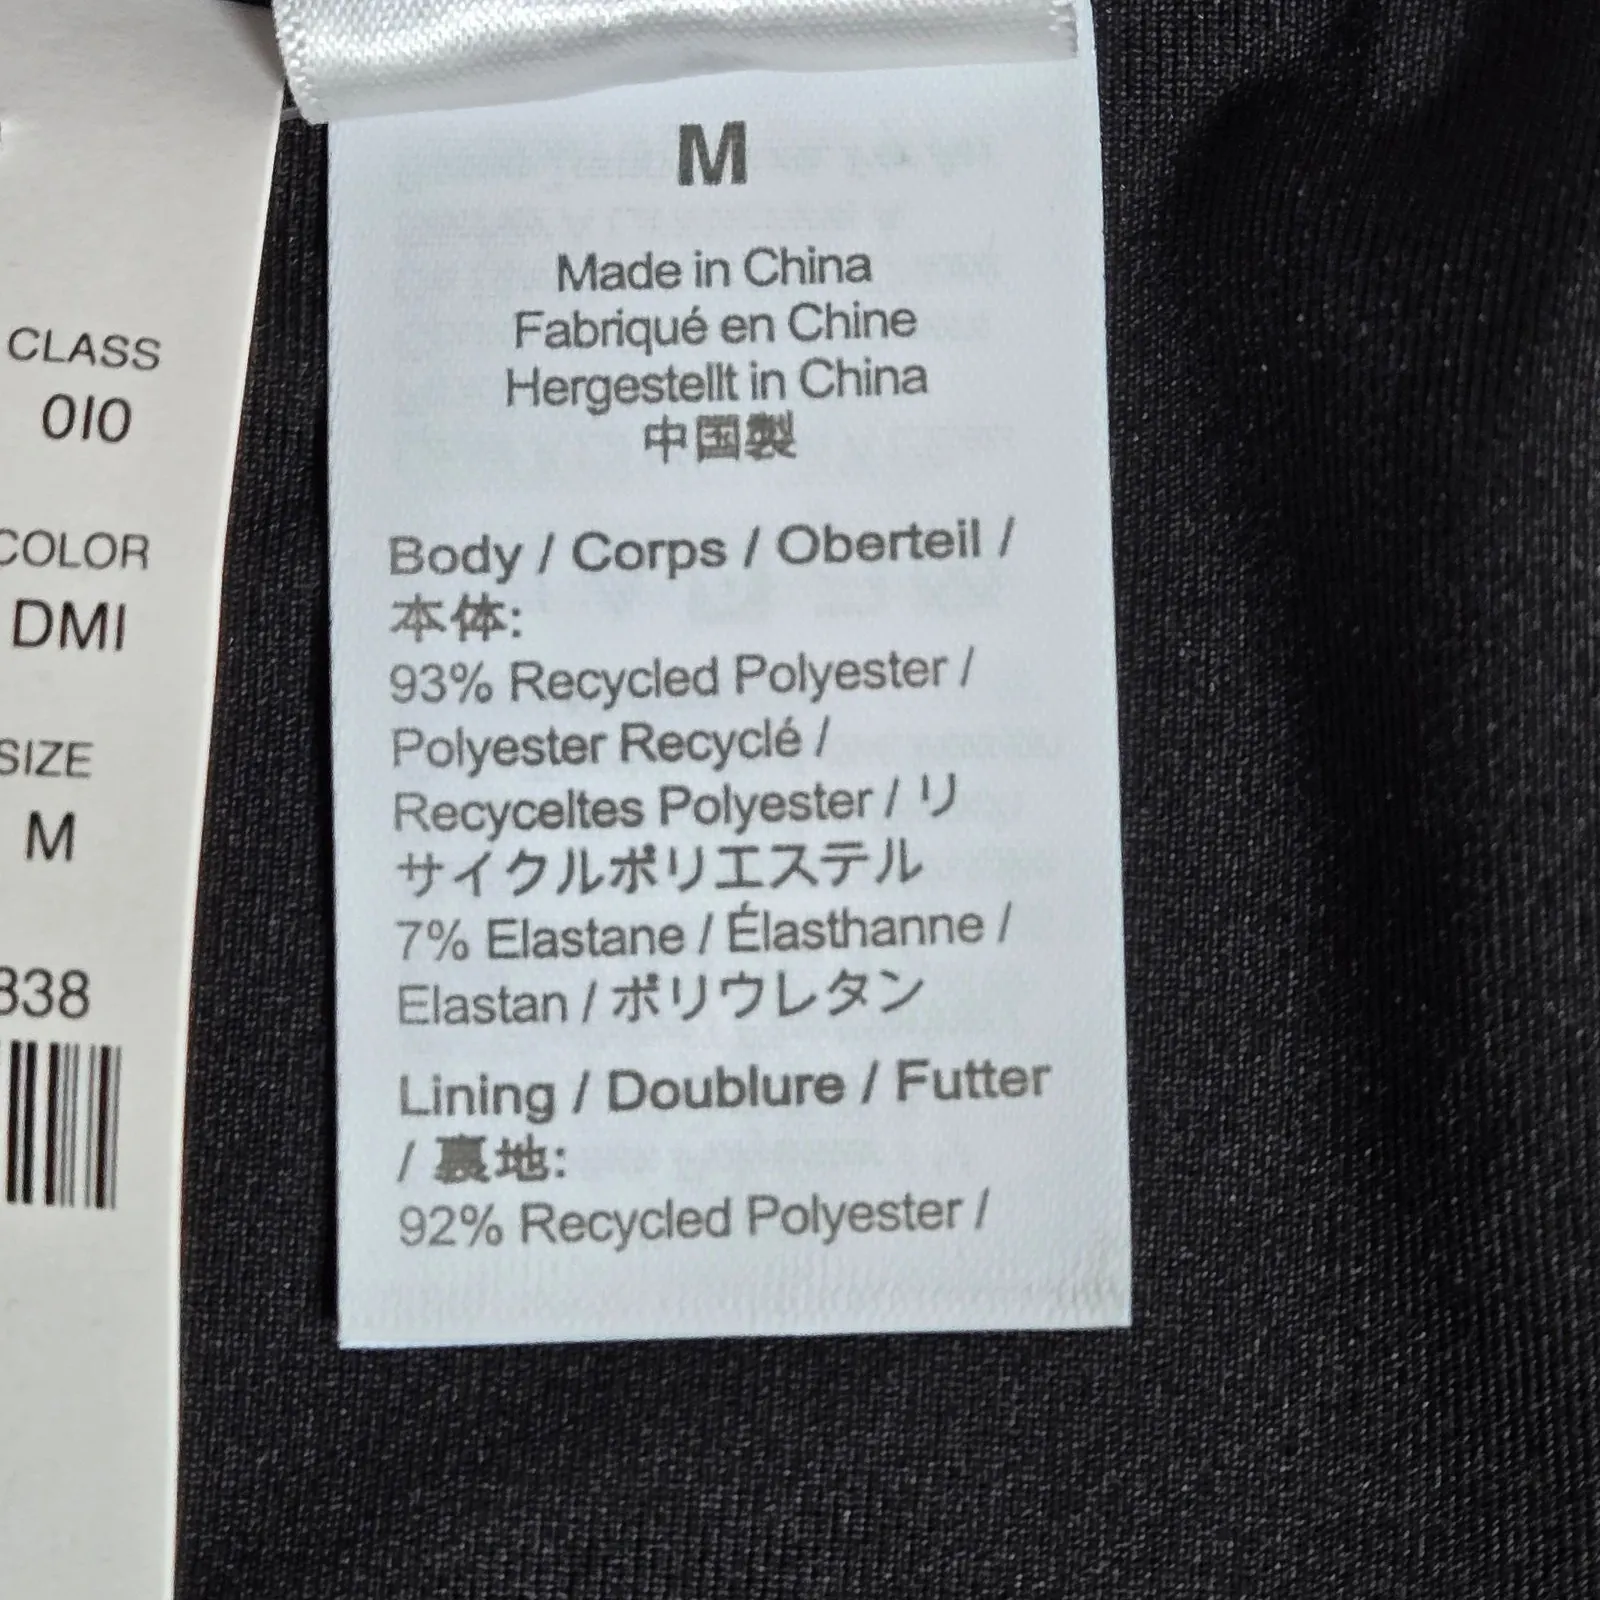 M
Made in China
Fabriqué en Chine
Hergestellt in China
中国製
Body / Corps / Oberteil /
本体:
93% Recycled Polyester /
Polyester Recyclé /
Recyceltes Polyester / リ
サイクルポリエステル
7% Elastane / Élasthanne /
Elastan / ポリウレタン
Lining / Doublure / Futter
/ 裏地:
92% Recycled Polyester /
CLASS
010
COLOR
DMI
SIZE
M
838